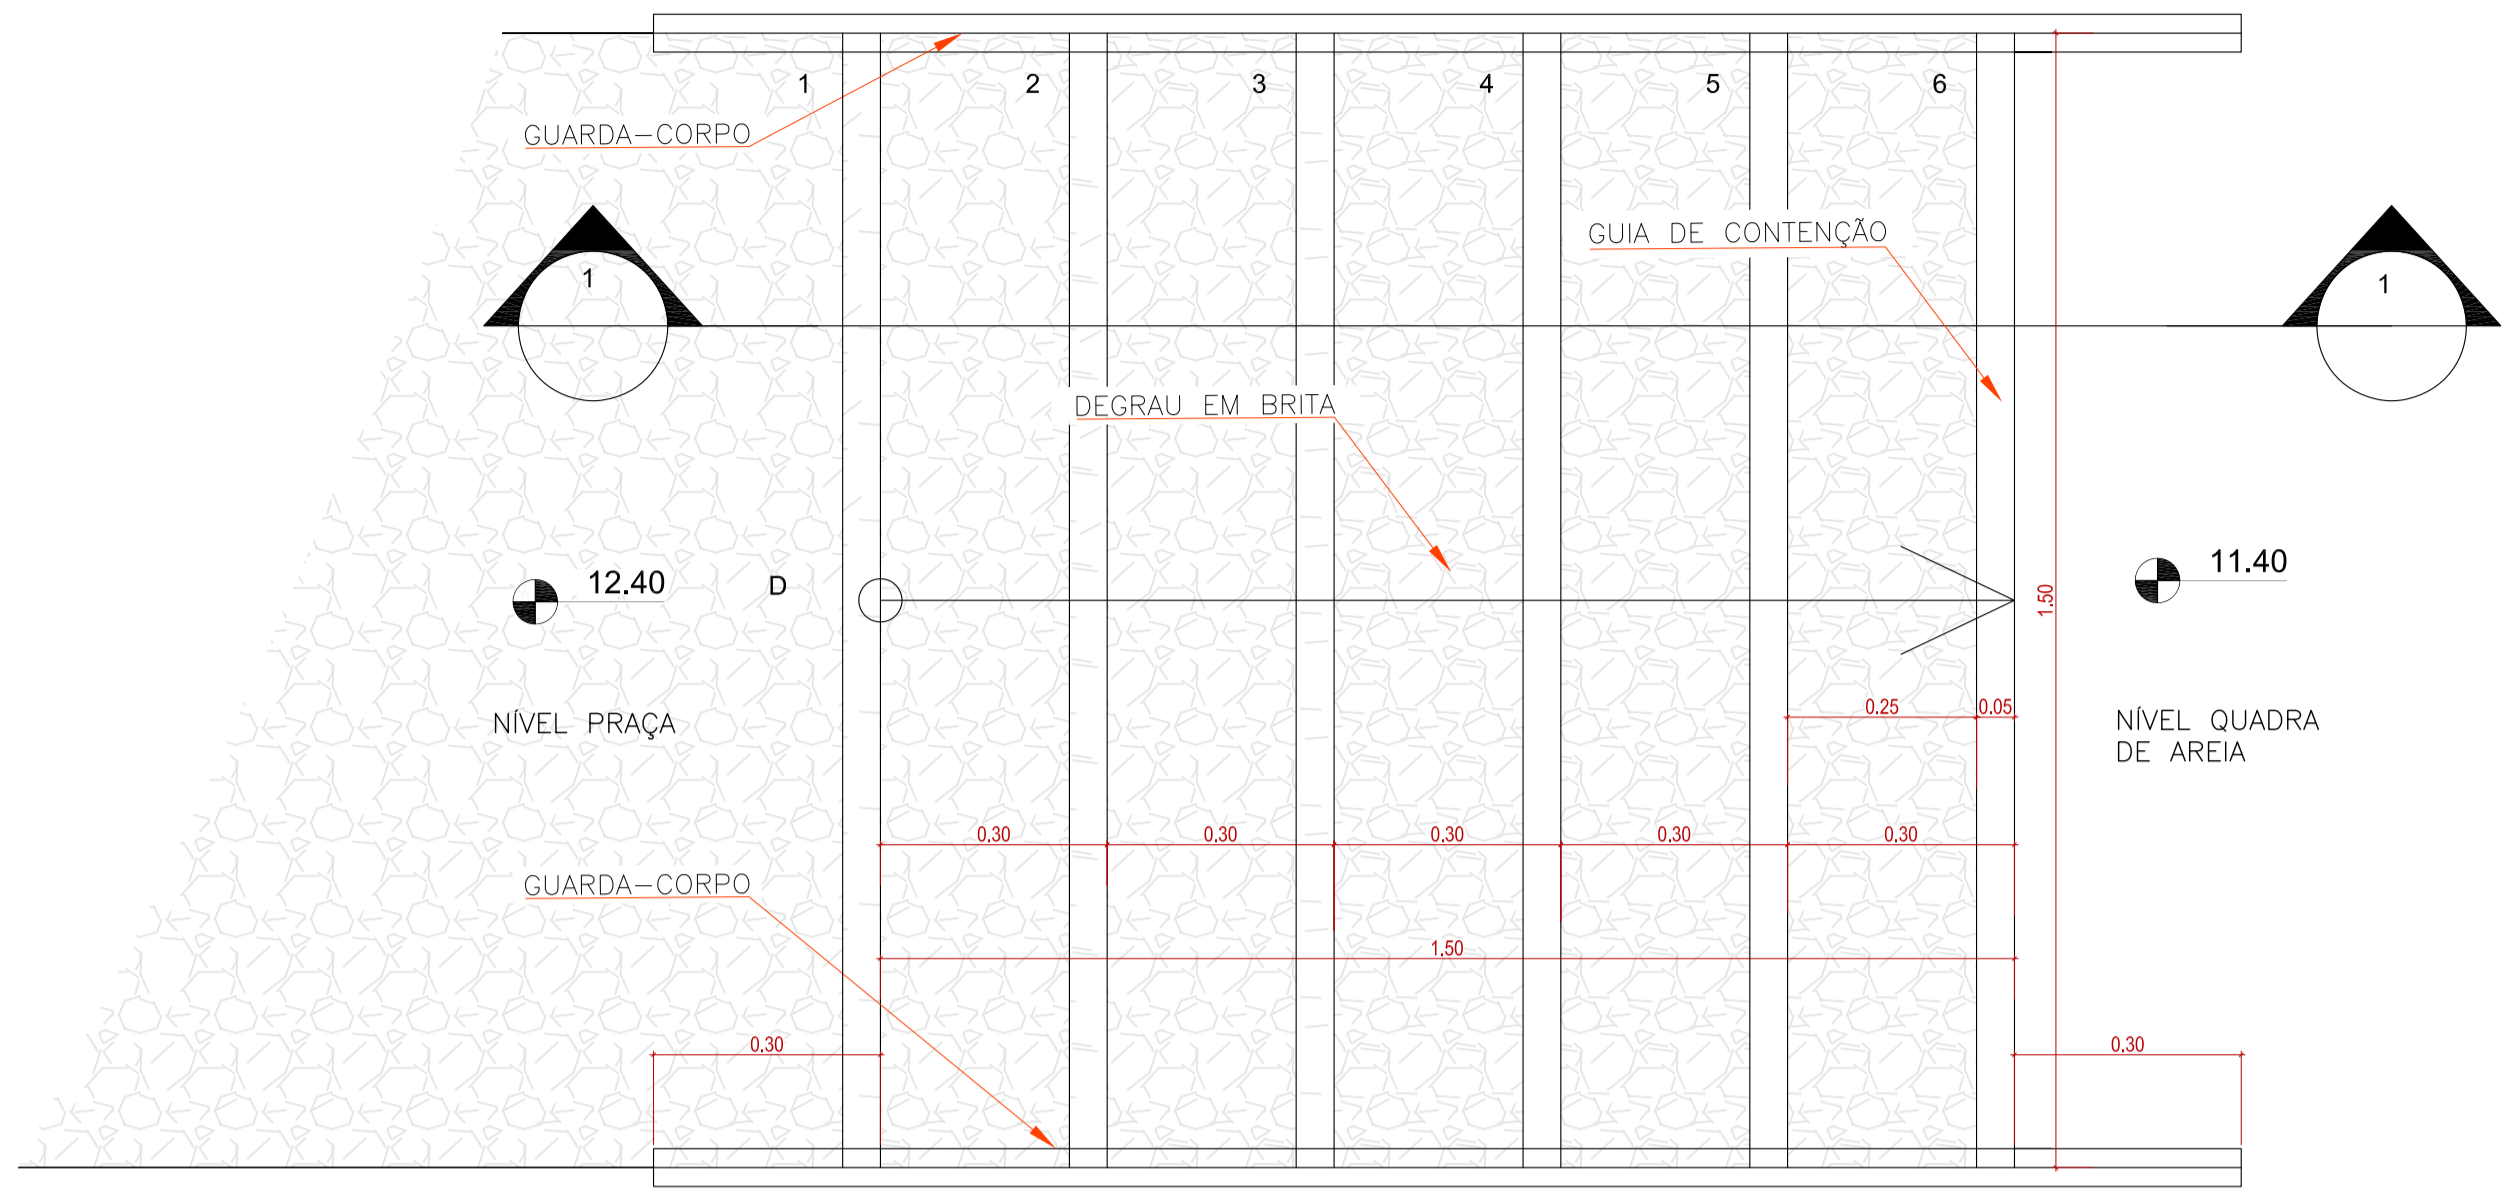 1 2 3 4 5 6
GUARDA-CORPO
GUIA DE CONTENÇÃO
1
1
DEGRAU EM BRITA
12.40
D
11.40
1.50
NÍVEL PRAÇA
0.25 0.05
NÍVEL QUADRA
DE AREIA
0.30 0.30 0.30 0.30 0.30
GUARDA-CORPO
1.50
0.30
0.30